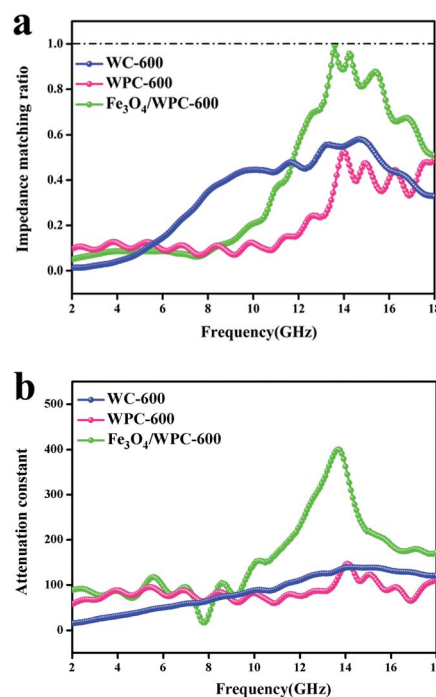 a
1.0
0.8
0.6
0.4
0.2
0.0
Impedance matching ratio
WC-600
WPC-600
Fe₃O₄/WPC-600
2 4 6 8 10 12 14 16 18
Frequency(GHz)
b
500
400
300
200
100
0
Attenuation constant
WC-600
WPC-600
Fe₃O₄/WPC-600
2 4 6 8 10 12 14 16 18
Frequency(GHz)